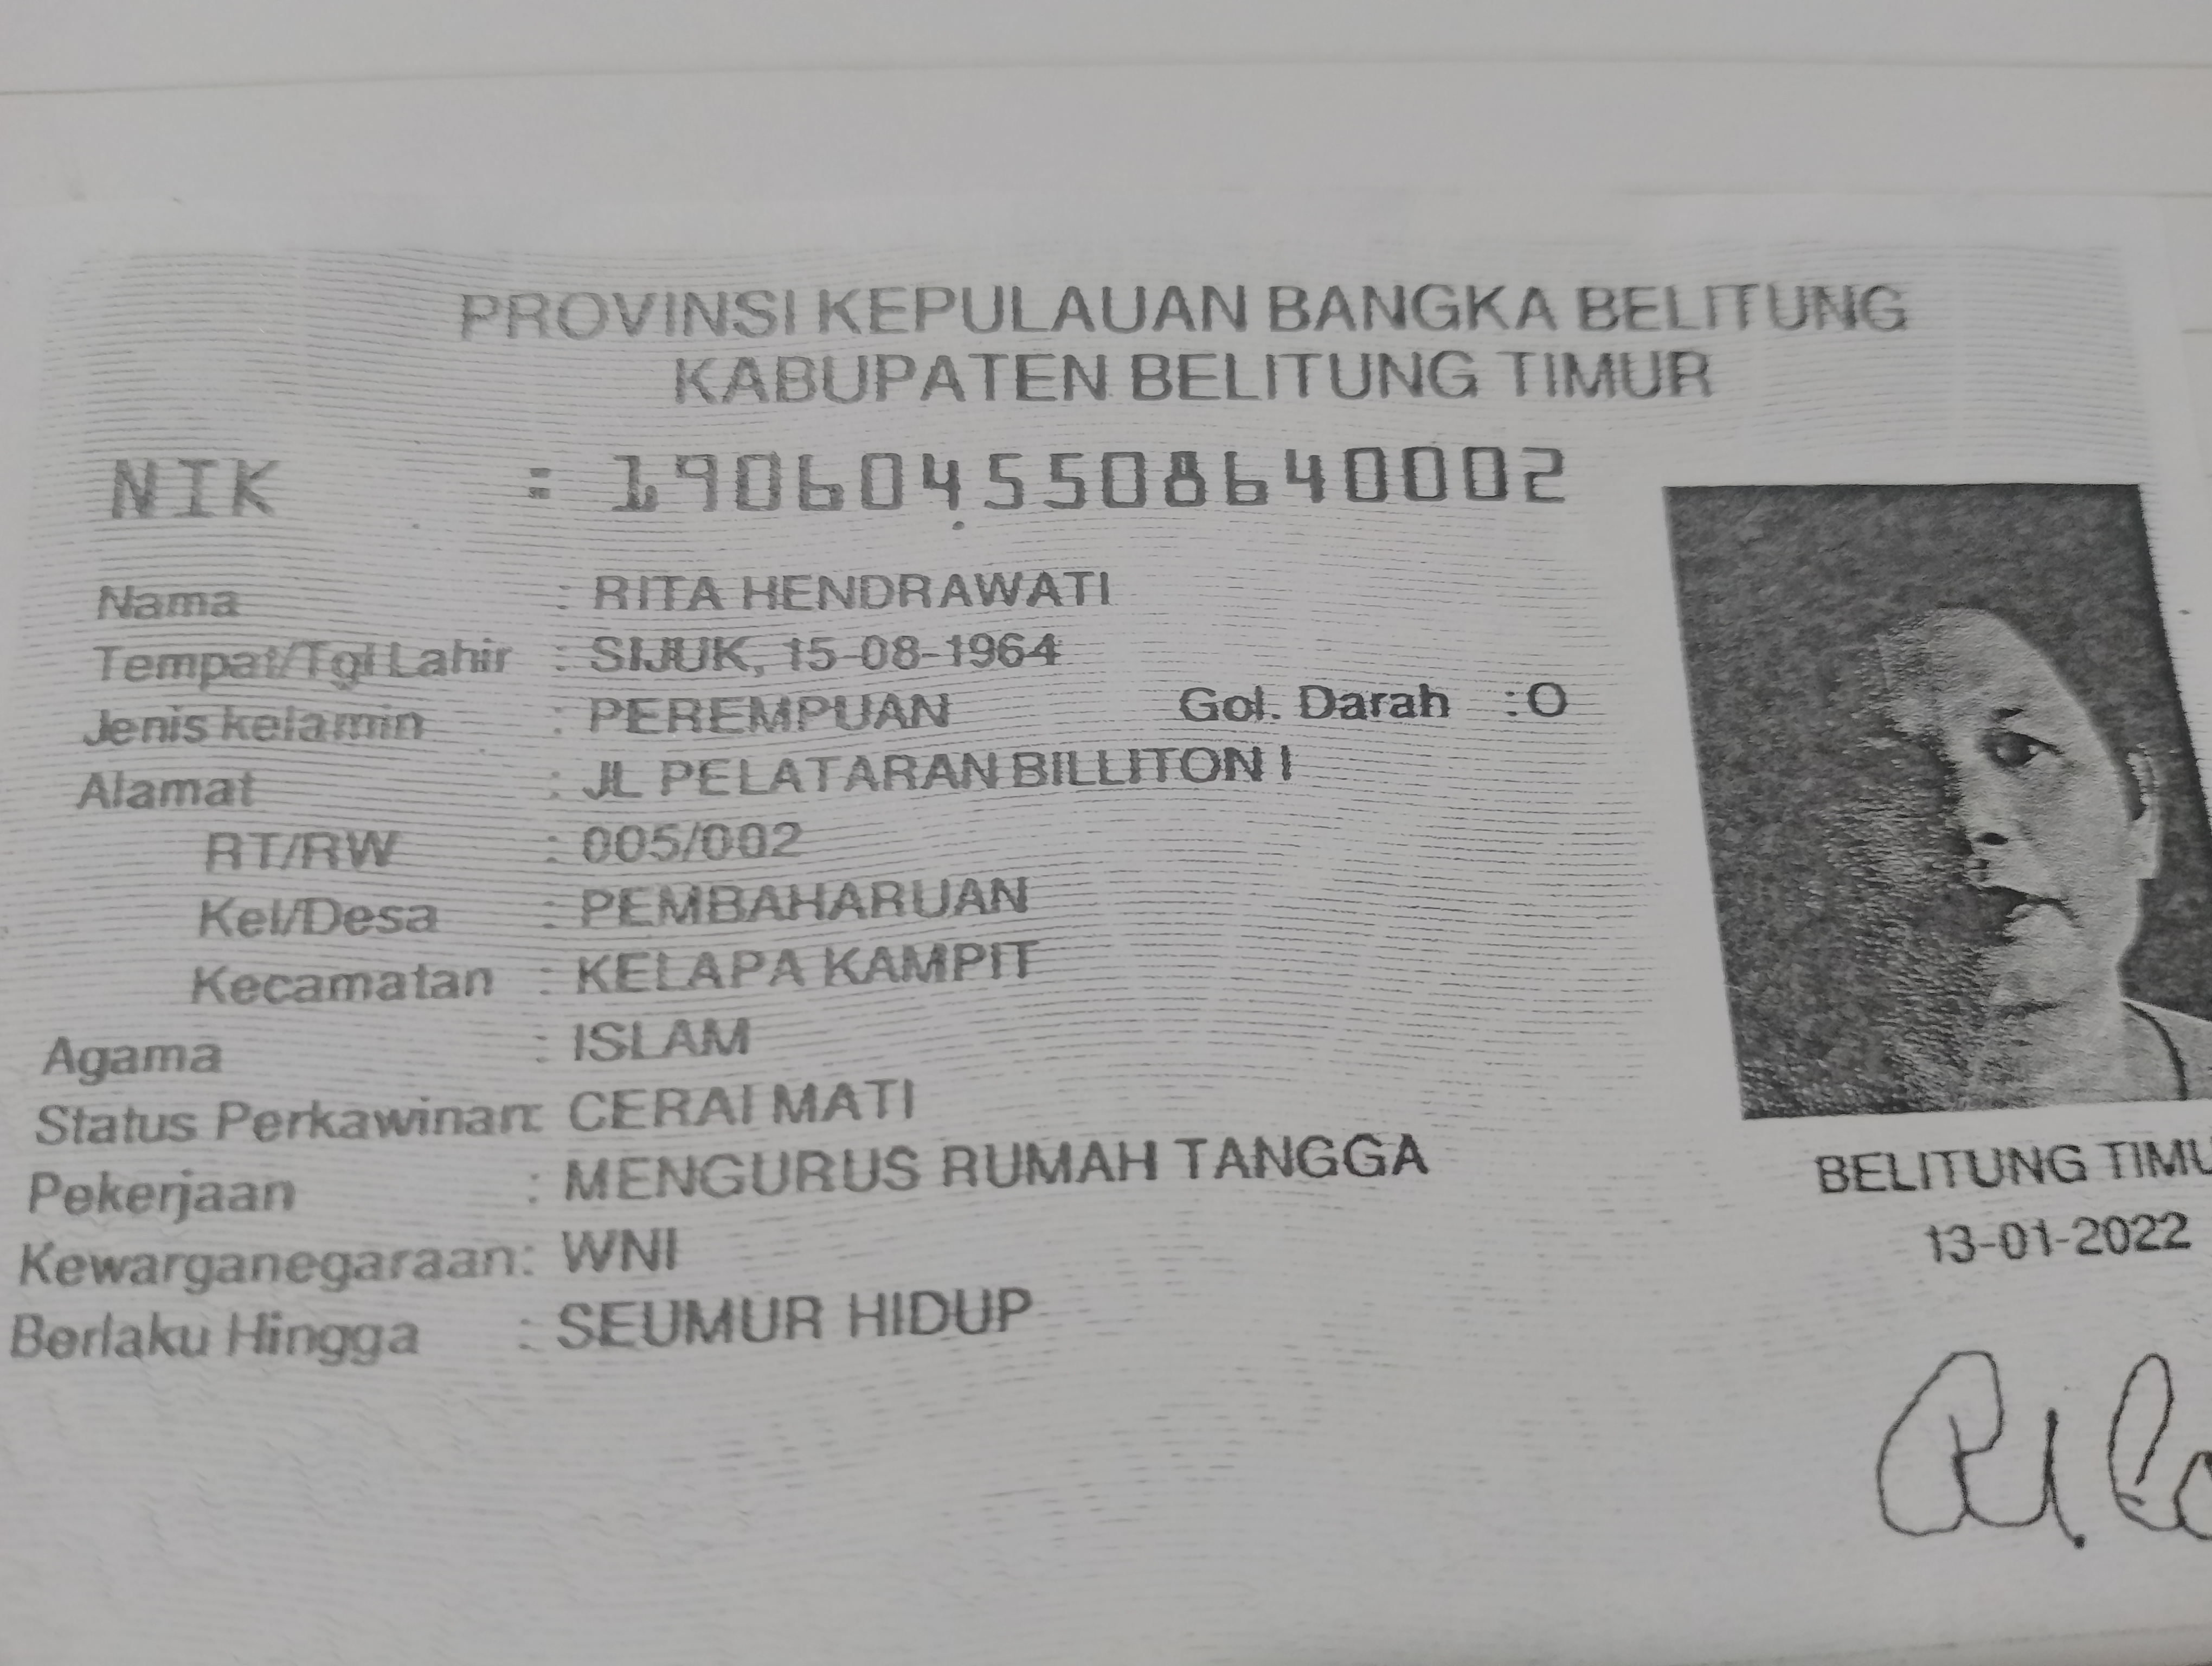 PROVINSI KEPULAUAN BANGKA BELITUNG
KABUPATEN BELITUNG TIMUR
NIK : 1906045508640002
Nama : RITA HENDRAWATI
Tempat/Tgl Lahir : SIJUK, 15-08-1964
Jenis kelamin : PEREMPUAN Gol. Darah : O
Alamat : JL PELATARAN BILLITON I
RT/RW : 005/002
Kel/Desa : PEMBAHARUAN
Kecamatan : KELAPA KAMPIT
Agama : ISLAM
Status Perkawinan: CERAI MATI
Pekerjaan : MENGURUS RUMAH TANGGA
Kewarganegaraan: WNI
Berlaku Hingga : SEUMUR HIDUP
BELITUNG TIMU
13-01-2022